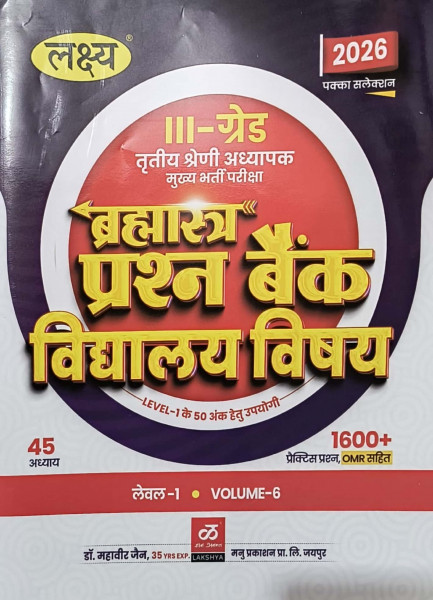 लक्ष्य
2026
पक्का सलेक्शन
III-ग्रेड
तृतीय श्रेणी अध्यापक
मुख्य भर्ती परीक्षा
ब्रह्मास्त्र
प्रश्न बैंक
विद्यालय विषय
LEVEL-1 के 50 अंक हेतु उपयोगी
45
अध्याय
1600+
प्रैक्टिस प्रश्न, OMR सहित
लेवल-1 • VOLUME-6
डॉ. महावीर जैन, 35 YRS EXP.
LAKSHYA
मनु प्रकाशन प्रा. लि. जयपुर